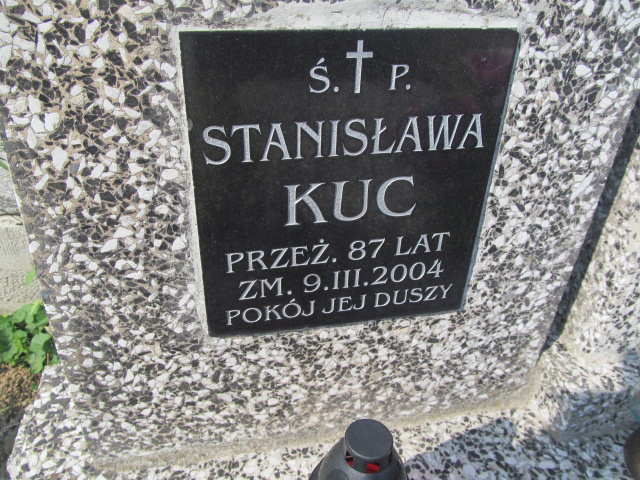 Ś. P.
STANISŁAWA
KUC
PRZEŻ. 87 LAT
ZM. 9.III.2004
POKÓJ JEJ DUSZY